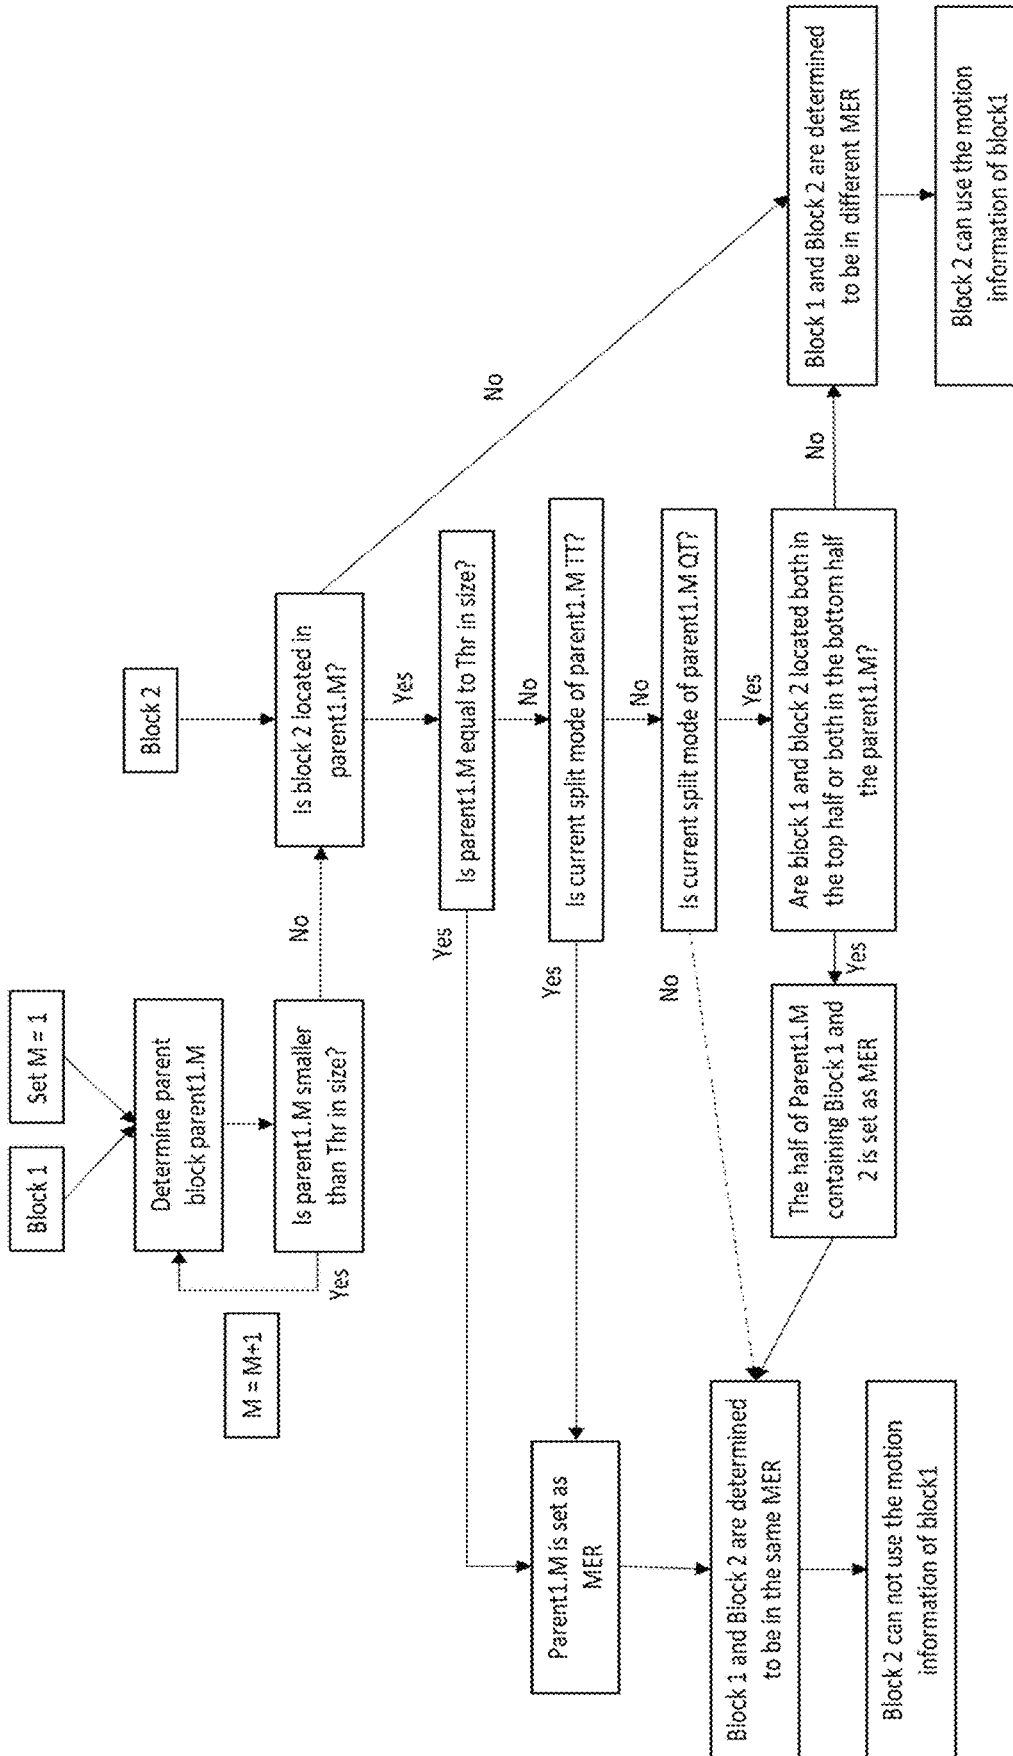 Block 1
Set M = 1
Block 2
Determine parent
block parent1.M
M = M+1
Yes
Is parent1.M smaller
than Thr in size?
No
Is block 2 located in
parent1.M?
No
Yes
Yes
Is parent1.M equal to Thr in size?
No
Parent1.M is set as
MER
Yes
Is current split mode of parent1.M TT?
No
No
Is current split mode of parent1.M QT?
Yes
Block 1 and Block 2 are determined
to be in the same MER
The half of Parent1.M
containing Block 1 and
2 is set as MER
Yes
Are block 1 and block 2 located both in
the top half or both in the bottom half
the parent1.M?
No
Block 1 and Block 2 are determined
to be in different MER
Block 2 can not use the motion
information of block1
Block 2 can use the motion
information of block1